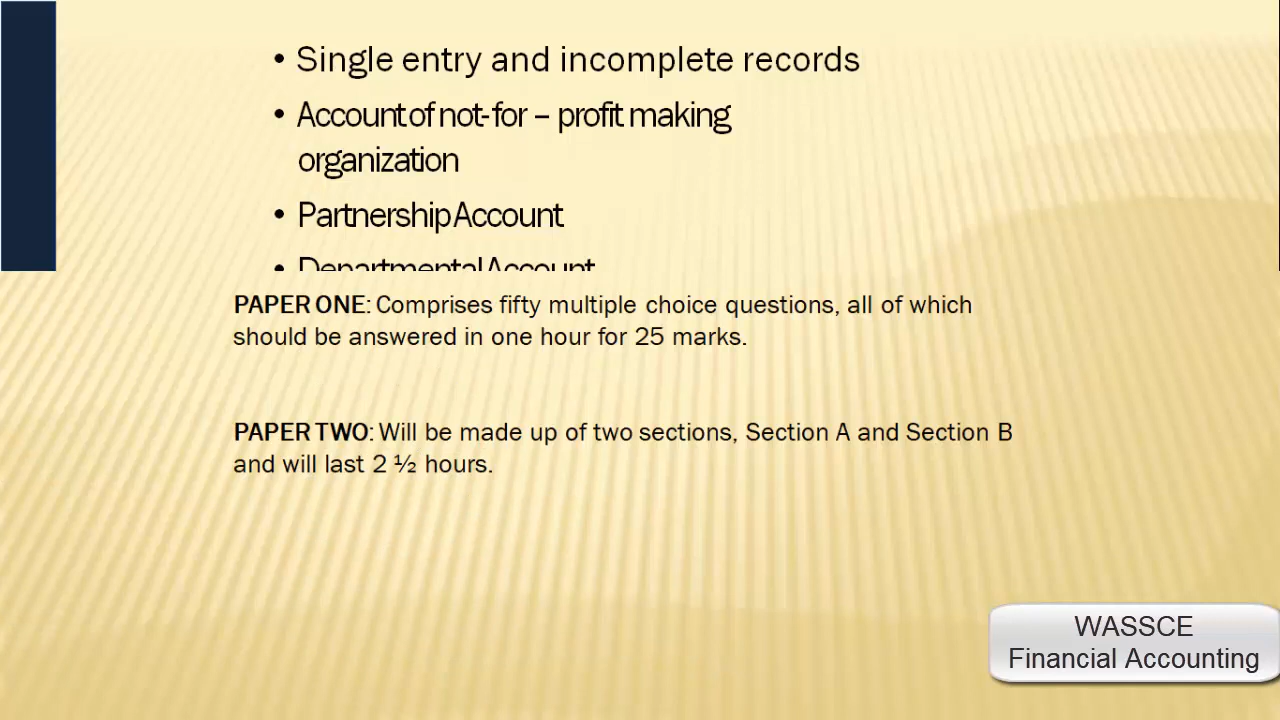 • Single entry and incomplete records
• Account of not-for – profit making
organization
• Partnership Account
• Departmental Account
PAPER ONE: Comprises fifty multiple choice questions, all of which
should be answered in one hour for 25 marks.
PAPER TWO: Will be made up of two sections, Section A and Section B
and will last 2 ½ hours.
WASSCE
Financial Accounting